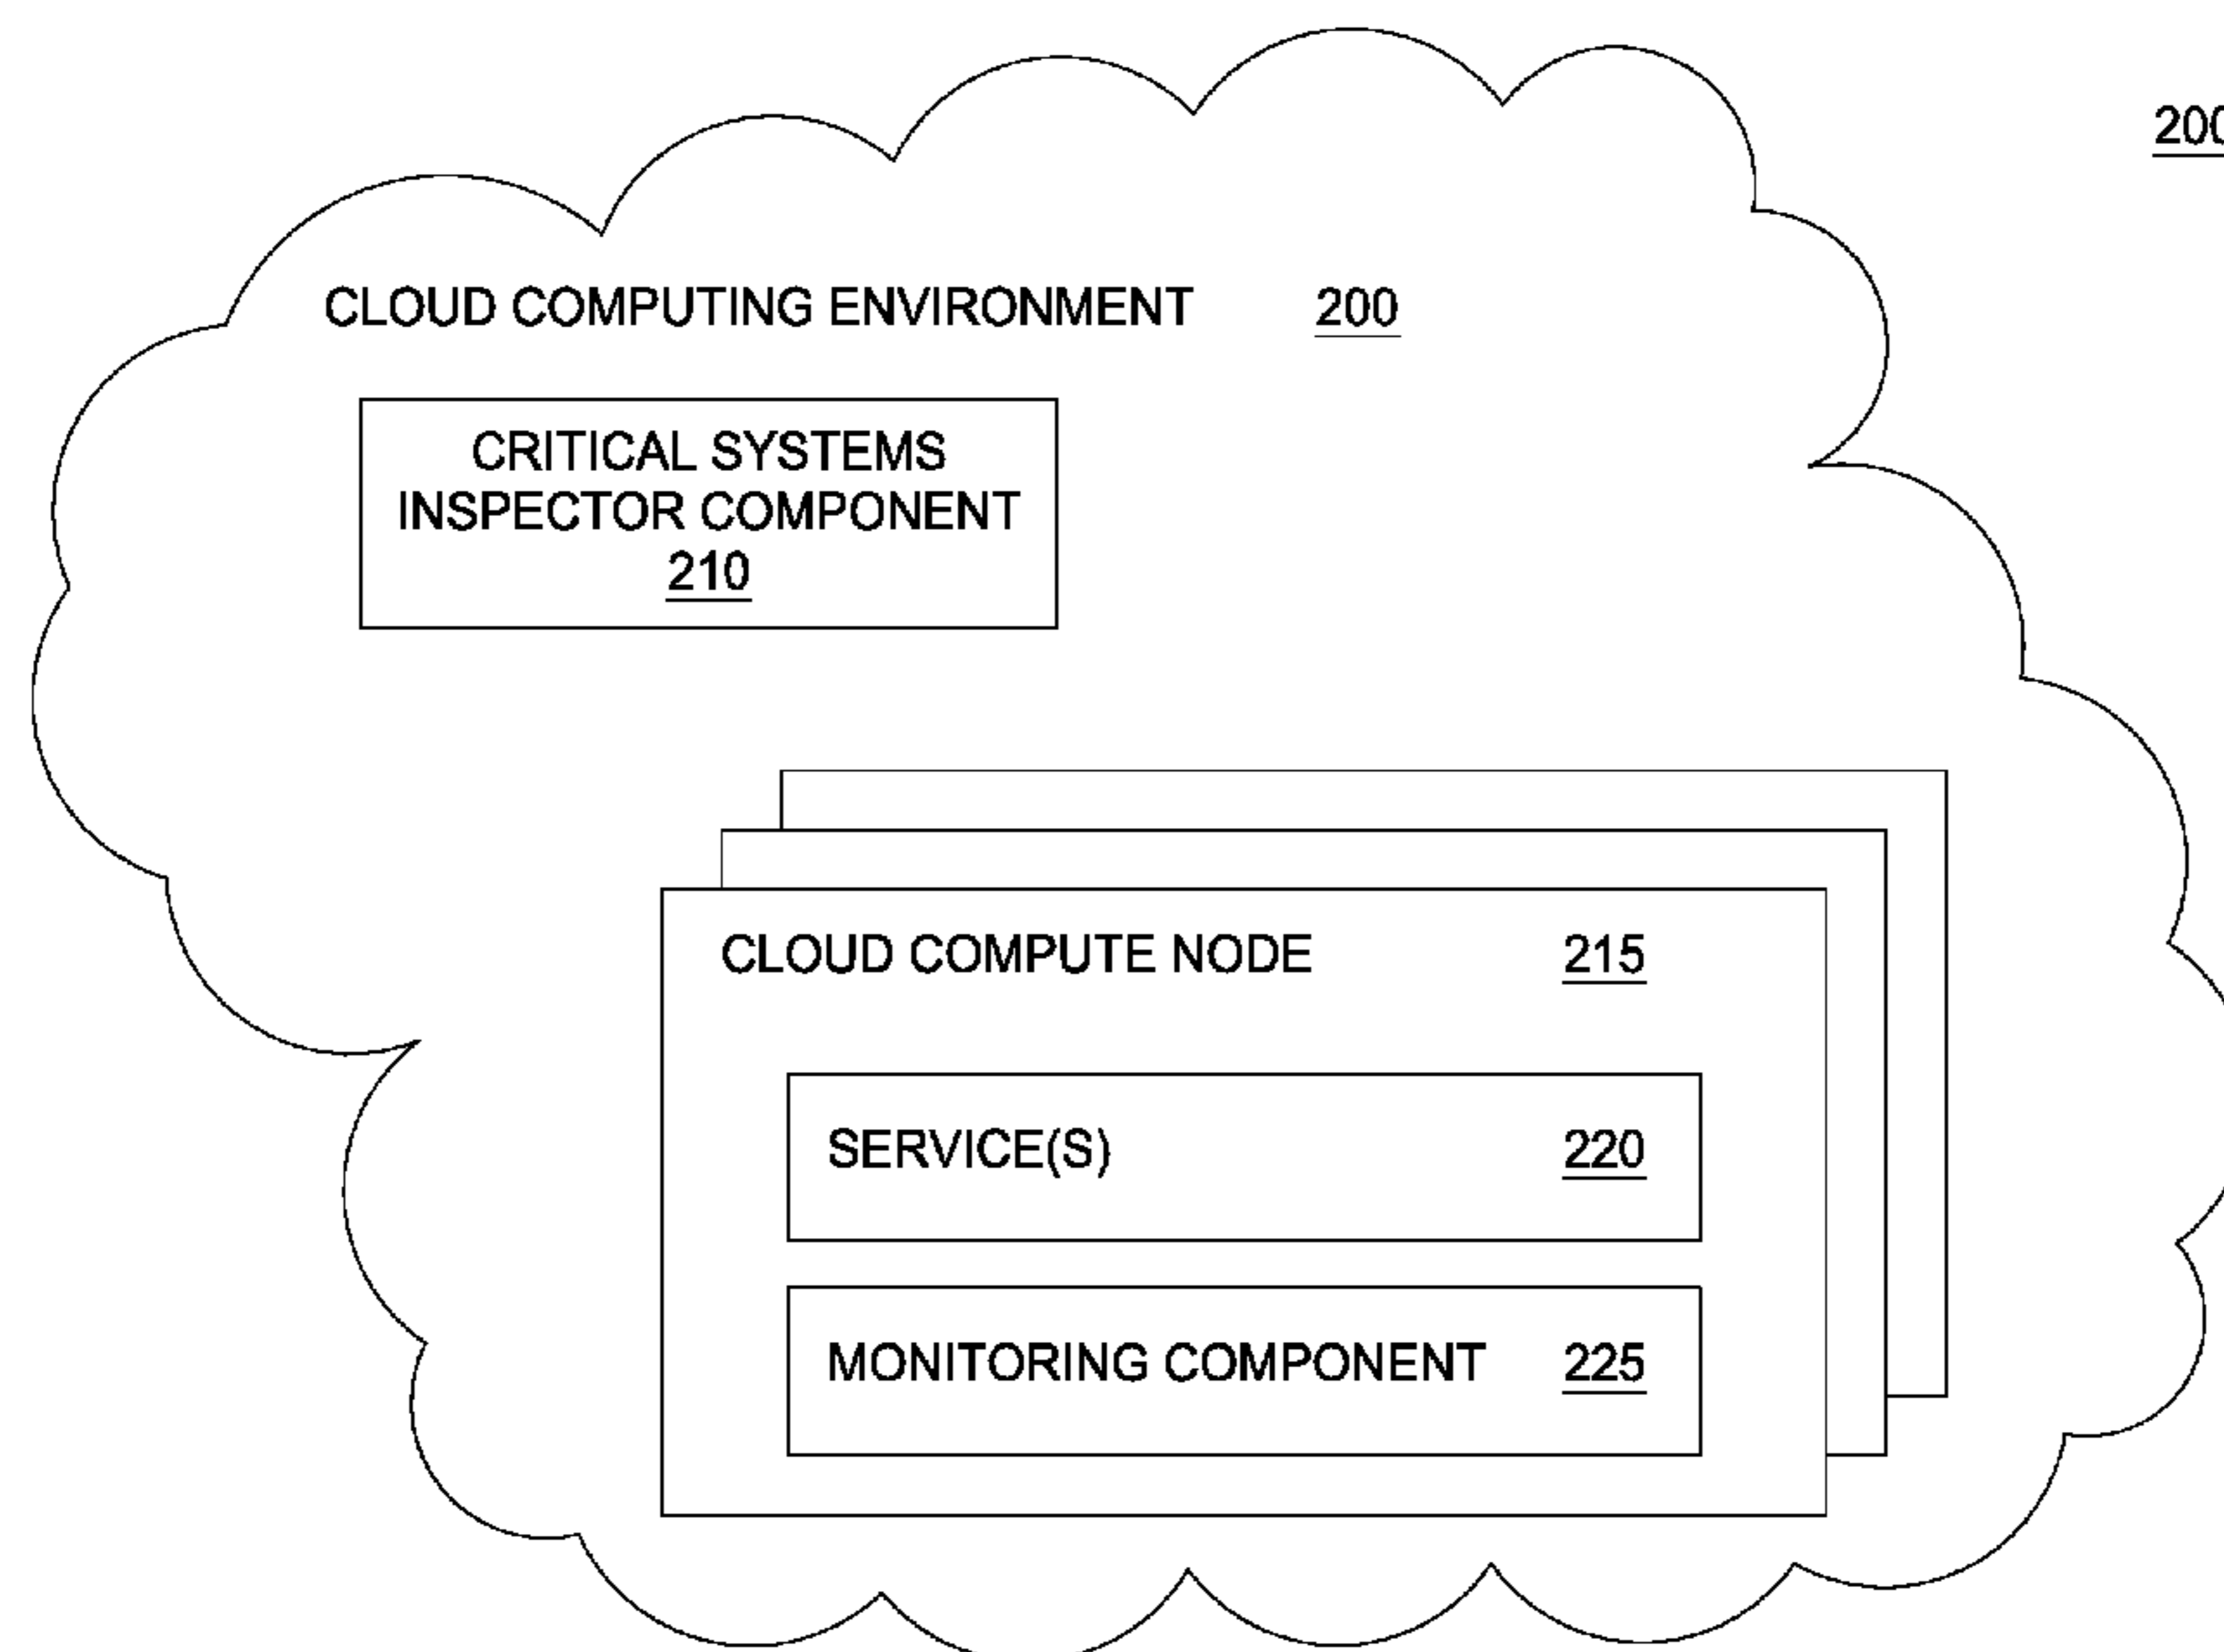 200
CLOUD COMPUTING ENVIRONMENT 200
CRITICAL SYSTEMS
INSPECTOR COMPONENT
210
CLOUD COMPUTE NODE 215
SERVICE(S) 220
MONITORING COMPONENT 225